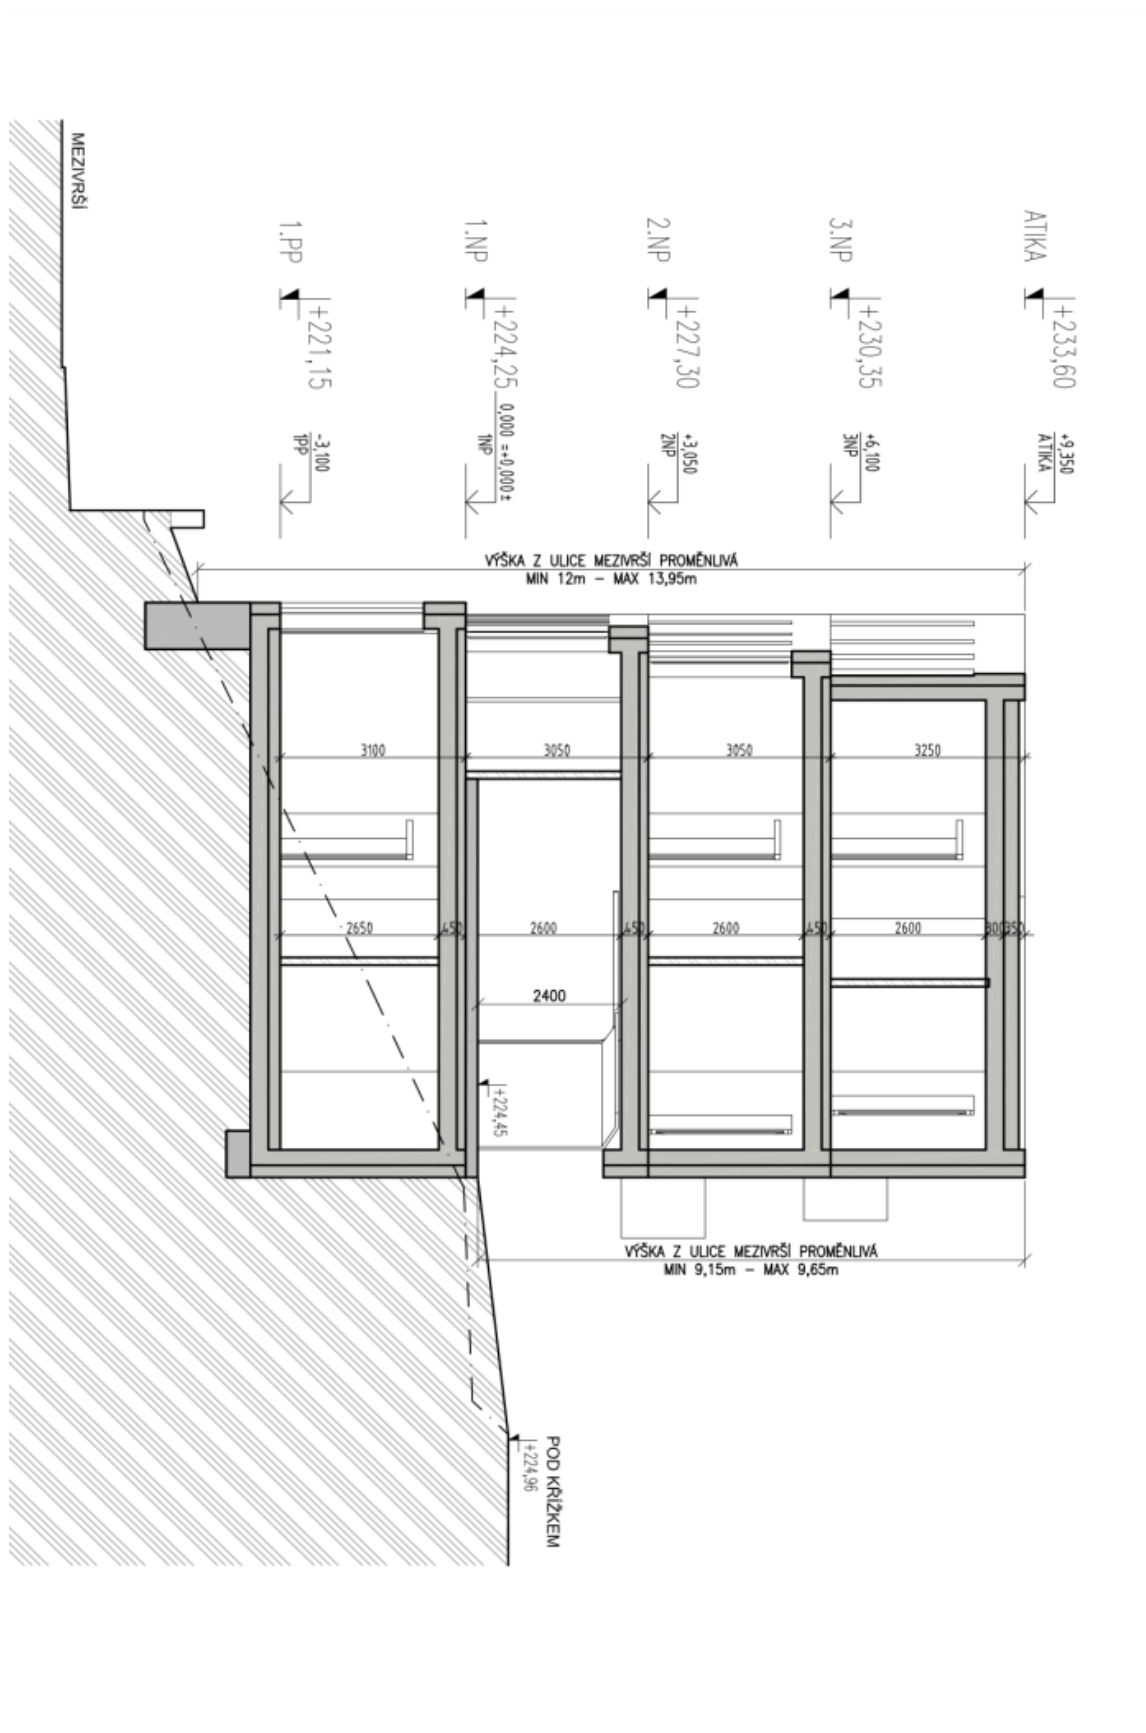 MEZIVRŠÍ
ATIKA
+233,60
+9,350
ATIKA
3.NP
+230,35
+6,100
3NP
2.NP
+227,30
+3,050
2NP
1.NP
+224,25
0,000 =+0,000±
1NP
1.PP
+221,15
-3,100
1PP
VÝŠKA Z ULICE MEZIVRŠÍ PROMĚNLIVÁ
MIN 12m – MAX 13,95m
3100
3050
3050
3250
2650
450
2600
450
2600
450
2600
300
350
2400
+224,45
VÝŠKA Z ULICE MEZIVRŠÍ PROMĚNLIVÁ
MIN 9,15m – MAX 9,65m
POD KŘÍŽKEM
+224,96